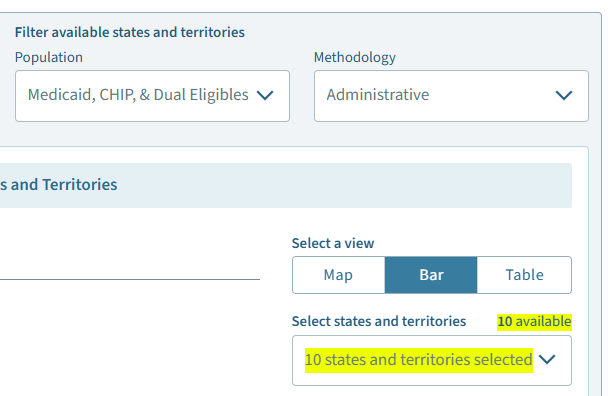 Filter available states and territories
Population
Methodology
Medicaid, CHIP, & Dual Eligibles
Administrative
s and Territories
Select a view
Map
Bar
Table
Select states and territories
10 available
10 states and territories selected